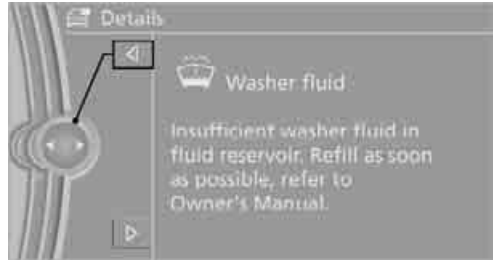 Details
Washer fluid
Insufficient washer fluid in
fluid reservoir. Refill as soon
as possible, refer to
Owner's Manual.